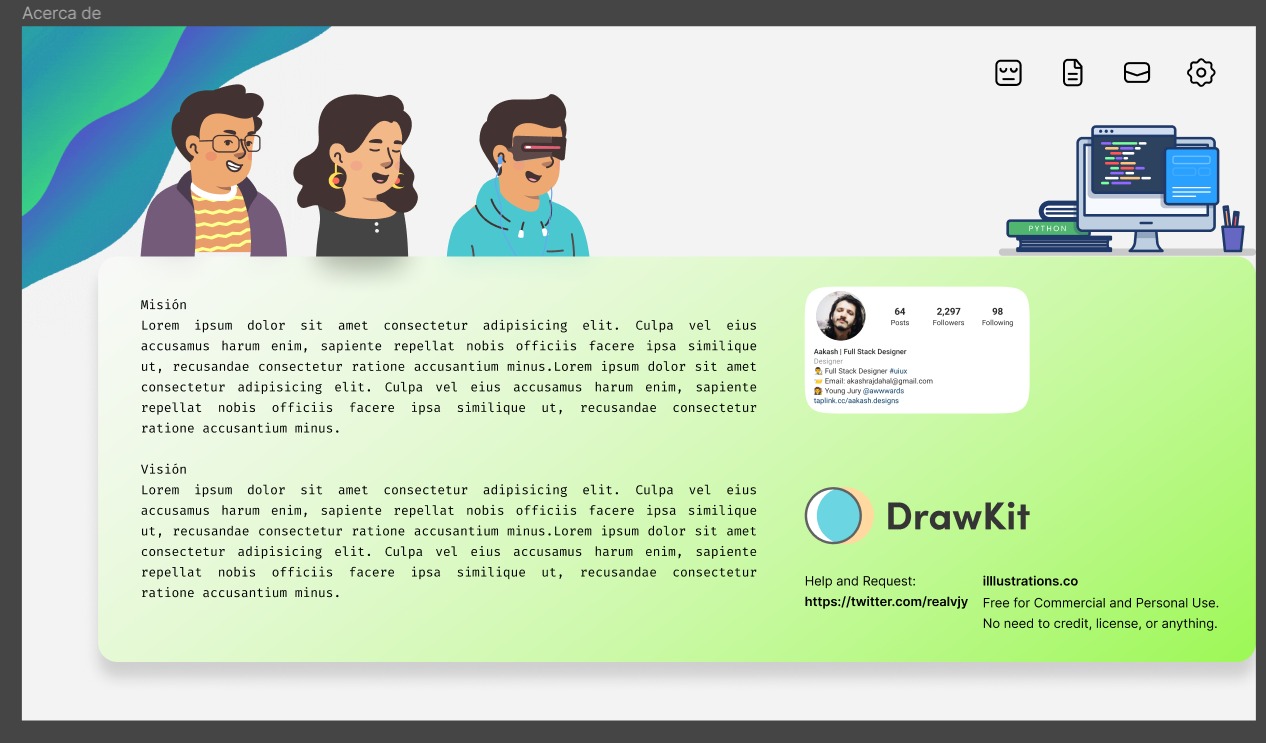 Acerca de
PYTHON
Misión
Lorem ipsum dolor sit amet consectetur adipisicing elit. Culpa vel eius
accusamus harum enim, sapiente repellat nobis officiis facere ipsa similique
ut, recusandae consectetur ratione accusantium minus.Lorem ipsum dolor sit amet
consectetur adipisicing elit. Culpa vel eius accusamus harum enim, sapiente
repellat nobis officiis facere ipsa similique ut, recusandae consectetur
ratione accusantium minus.
Visión
Lorem ipsum dolor sit amet consectetur adipisicing elit. Culpa vel eius
accusamus harum enim, sapiente repellat nobis officiis facere ipsa similique
ut, recusandae consectetur ratione accusantium minus.Lorem ipsum dolor sit amet
consectetur adipisicing elit. Culpa vel eius accusamus harum enim, sapiente
repellat nobis officiis facere ipsa similique ut, recusandae consectetur
ratione accusantium minus.
64 2,297 98
Posts Followers Following
Aakash | Full Stack Designer
Designer
👨‍🎨 Full Stack Designer #uiux
🤝 Email: akashrajdahal@gmail.com
👩‍⚖️ Young Jury @awwwards
taplink.cc/aakash.designs
DrawKit
Help and Request:
https://twitter.com/realvjy
illlustrations.co
Free for Commercial and Personal Use.
No need to credit, license, or anything.